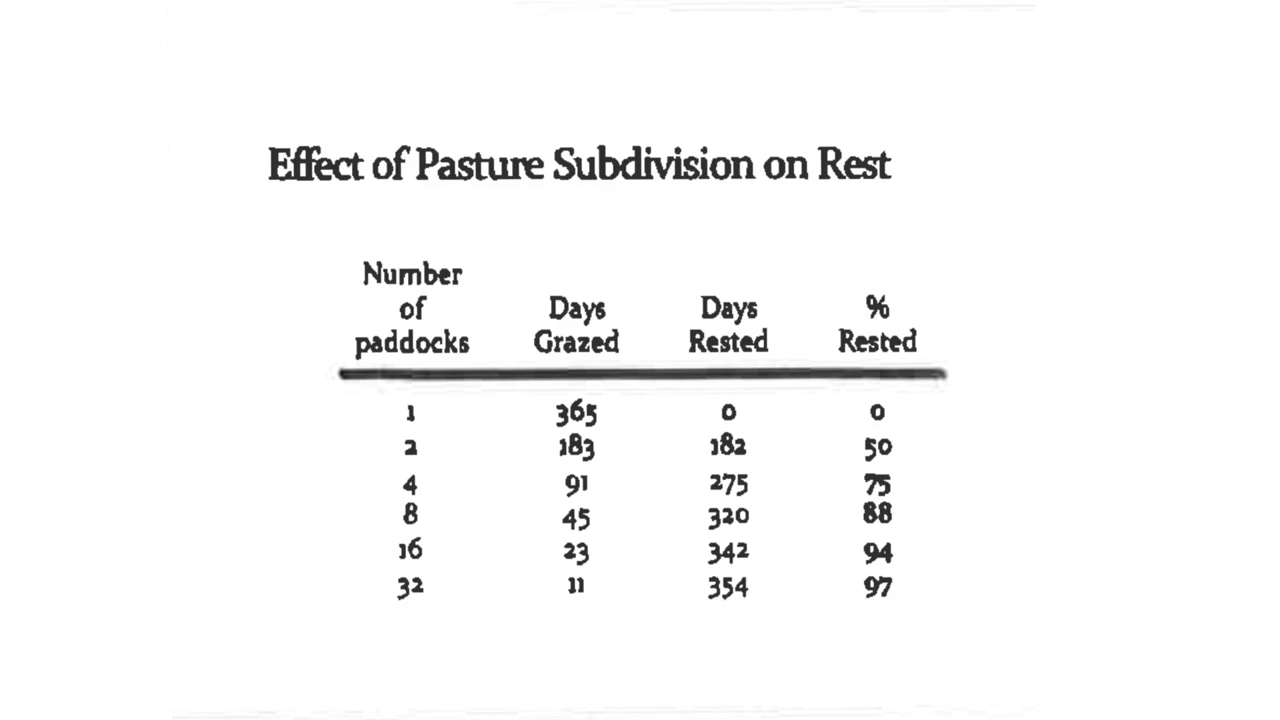 Effect of Pasture Subdivision on Rest
Number
of Days Days %
paddocks Grazed Rested Rested
1 365 0 0
2 183 182 50
4 91 275 75
8 45 320 88
16 23 342 94
32 11 354 97